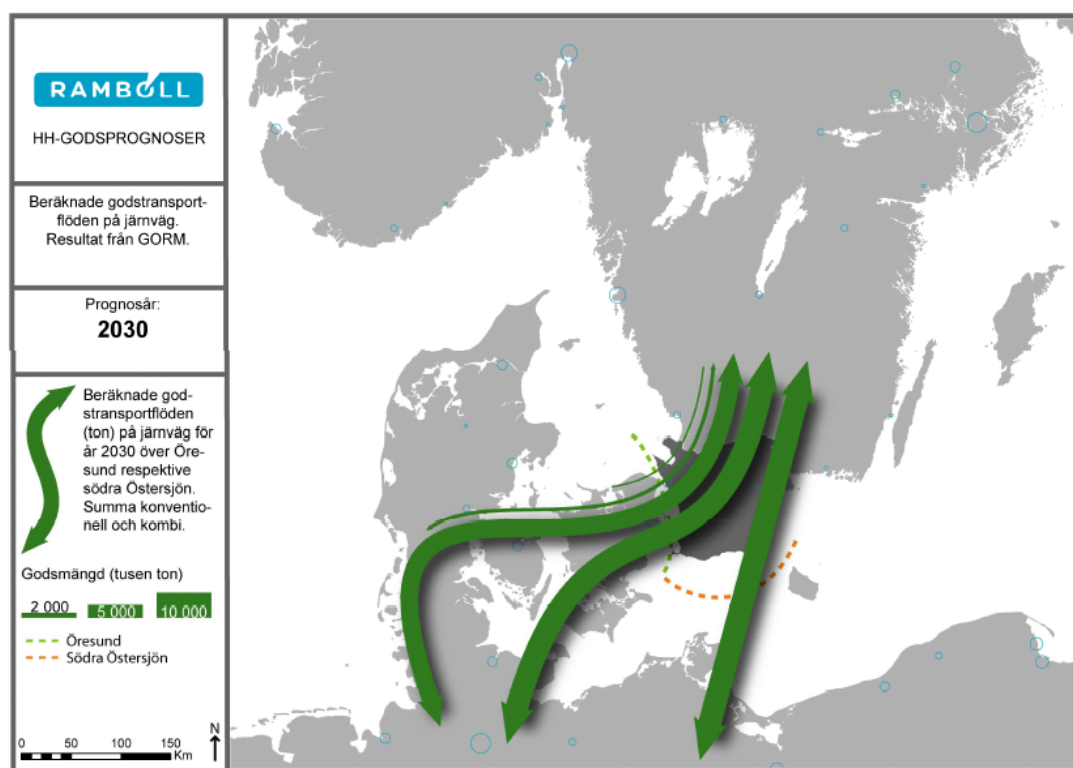 RAMBOLL
HH-GODSPROGNOSER
Beräknade godstransport-
flöden på järnväg.
Resultat från GORM.
Prognosår:
2030
Beräknade god-
stransportflöden
(ton) på järnväg för
år 2030 över Öre-
sund respektive
södra Östersjön.
Summa konventio-
nell och kombi.
Godsmängd (tusen ton)
2 000 5 000 10 000
Öresund
Södra Östersjön
N
0 50 100 150
Km